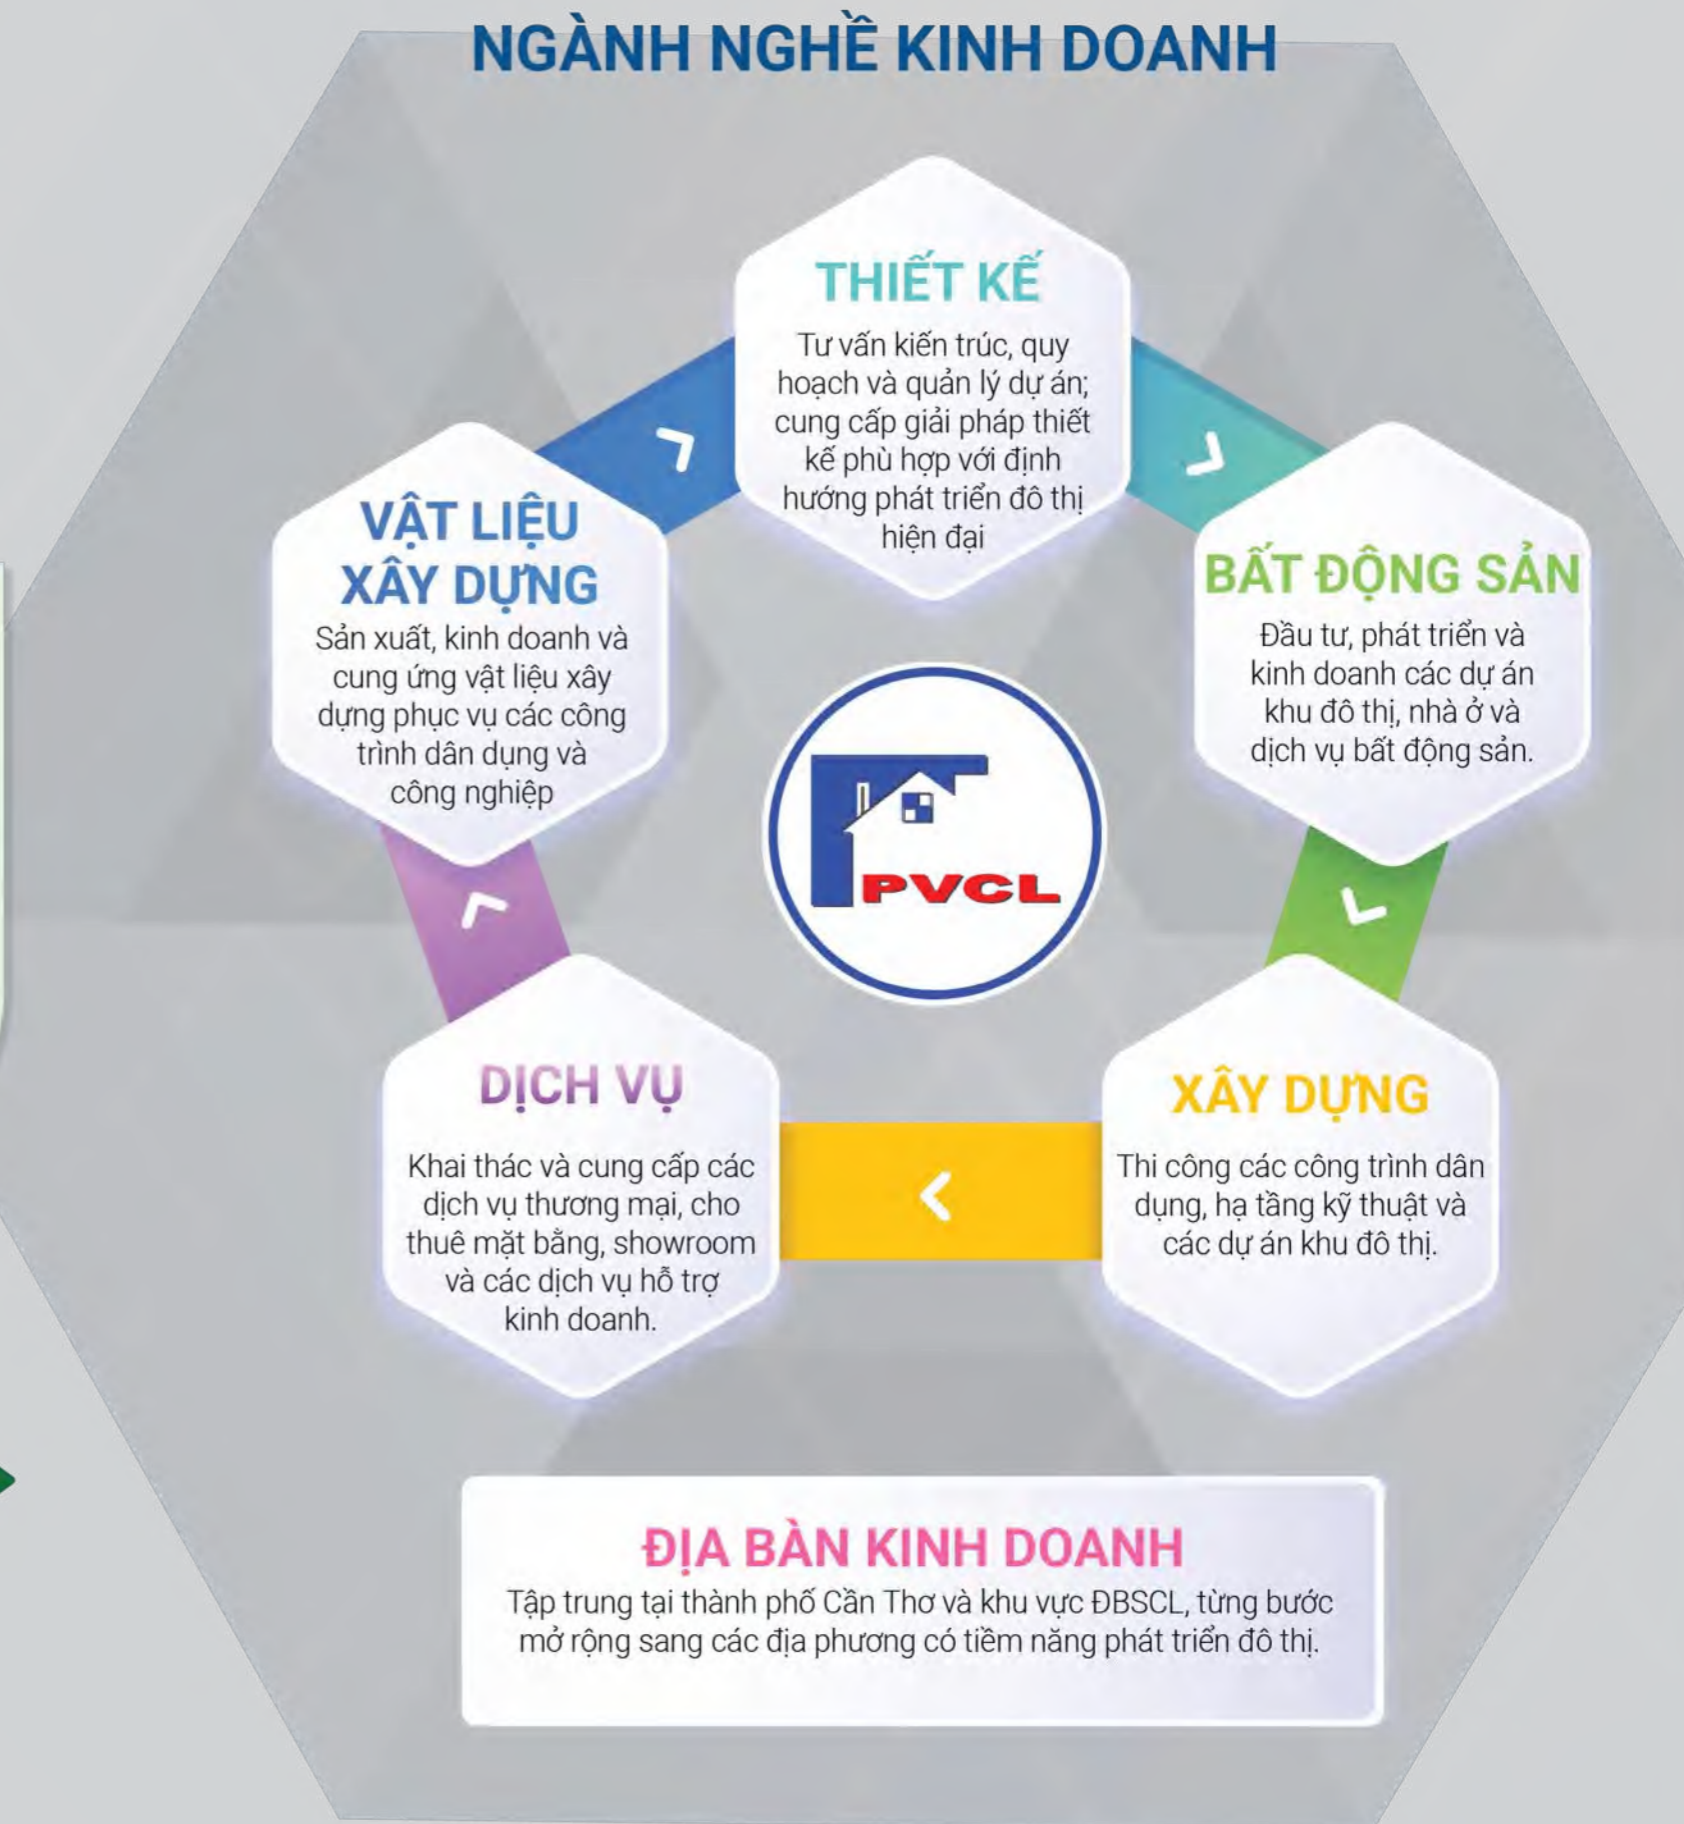 NGÀNH NGHỀ KINH DOANH
THIẾT KẾ
Tư vấn kiến trúc, quy
hoạch và quản lý dự án;
cung cấp giải pháp thiết
kế phù hợp với định
hướng phát triển đô thị
hiện đại
VẬT LIỆU
XÂY DỰNG
Sản xuất, kinh doanh và
cung ứng vật liệu xây
dựng phục vụ các công
trình dân dụng và
công nghiệp
BẤT ĐỘNG SẢN
Đầu tư, phát triển và
kinh doanh các dự án
khu đô thị, nhà ở và
dịch vụ bất động sản.
PVCL
DỊCH VỤ
Khai thác và cung cấp các
dịch vụ thương mại, cho
thuê mặt bằng, showroom
và các dịch vụ hỗ trợ
kinh doanh.
XÂY DỰNG
Thi công các công trình dân
dụng, hạ tầng kỹ thuật và
các dự án khu đô thị.
ĐỊA BÀN KINH DOANH
Tập trung tại thành phố Cần Thơ và khu vực ĐBSCL, từng bước
mở rộng sang các địa phương có tiềm năng phát triển đô thị.